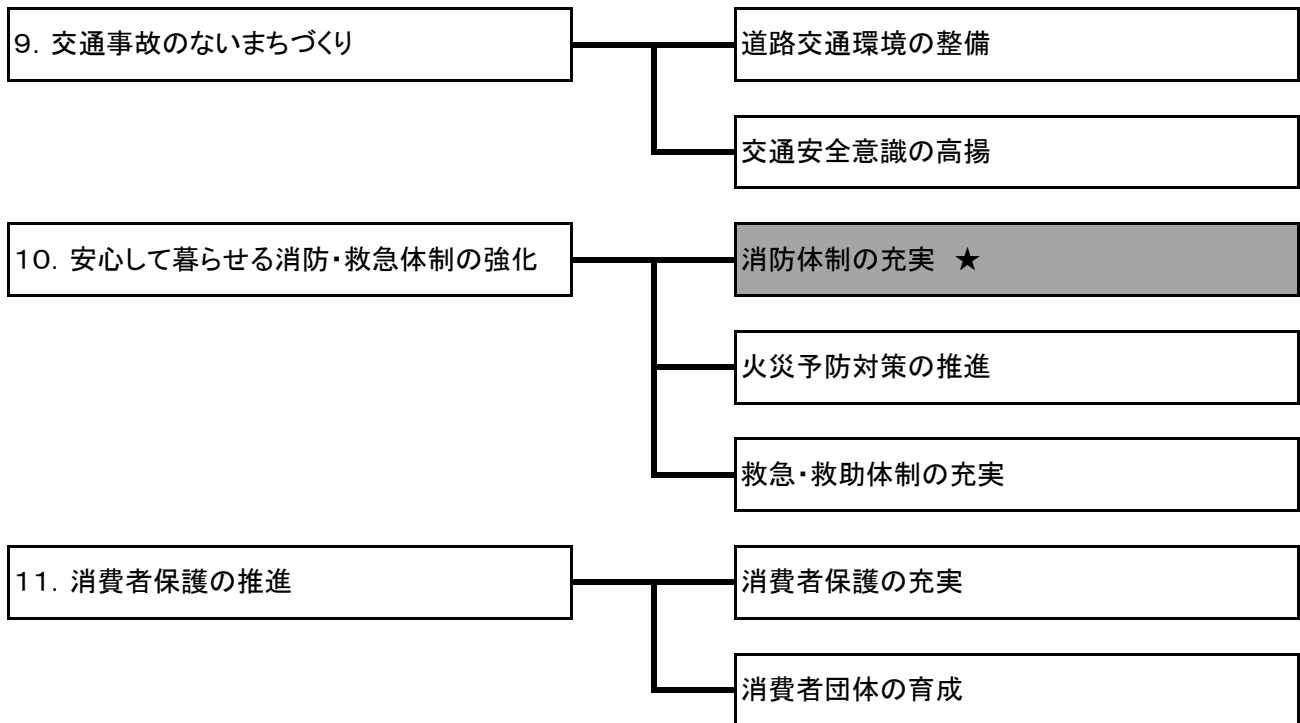 9．交通事故のないまちづくり
道路交通環境の整備
交通安全意識の高揚
10．安心して暮らせる消防・救急体制の強化
消防体制の充実　★
火災予防対策の推進
救急・救助体制の充実
11．消費者保護の推進
消費者保護の充実
消費者団体の育成